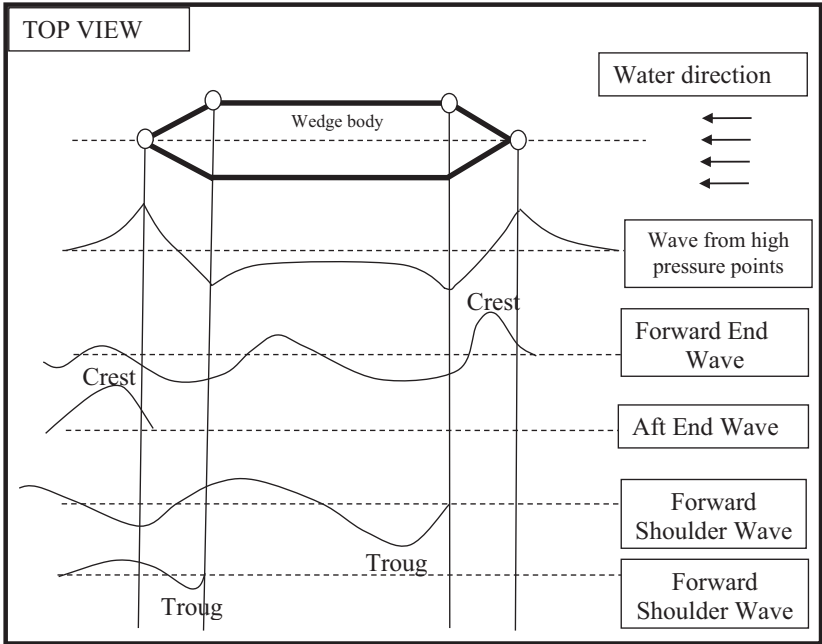 TOP VIEW
Water direction
Wedge body
Wave from high
pressure points
Crest
Forward End
Wave
Crest
Aft End Wave
Forward
Shoulder Wave
Troug
Forward
Shoulder Wave
Troug